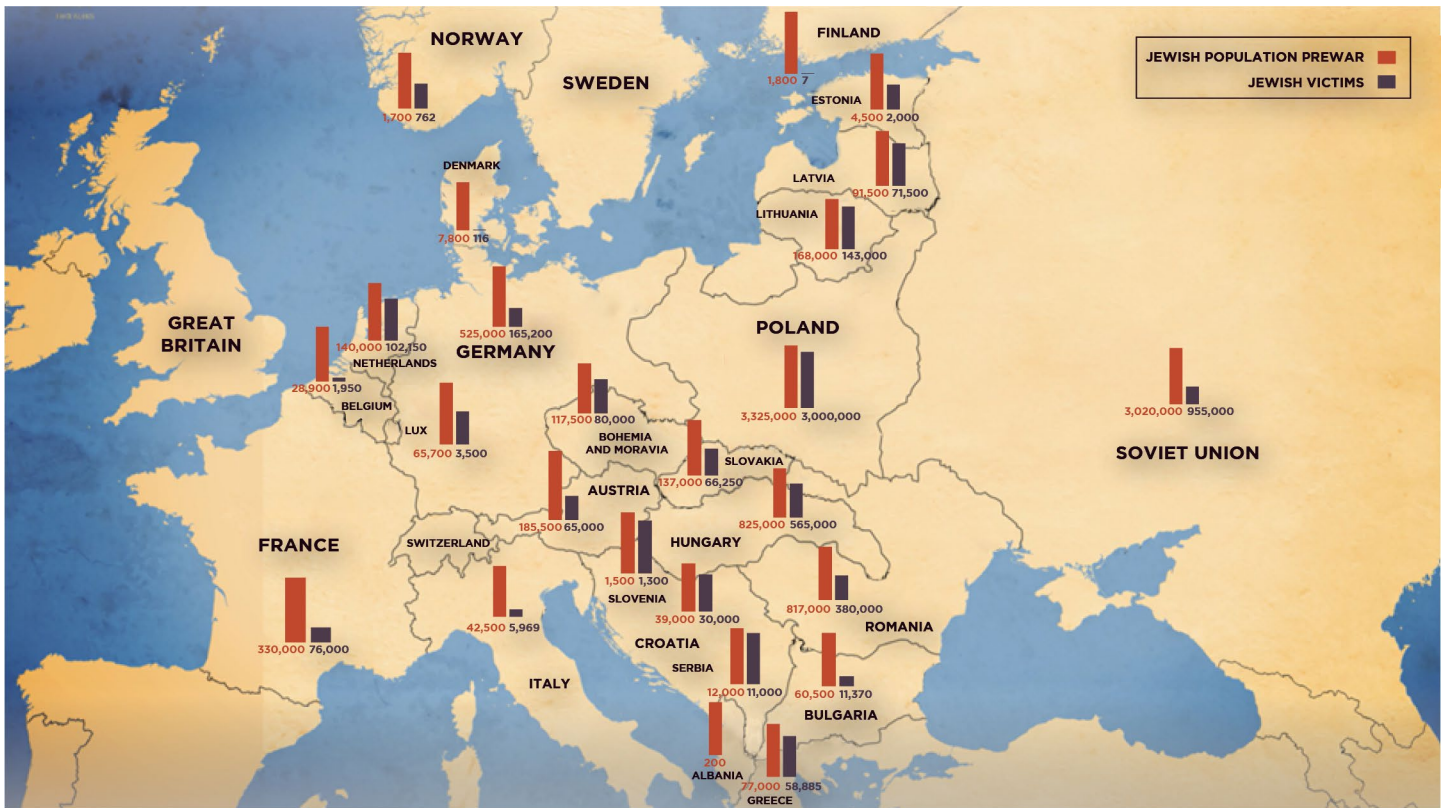 NORWAY
1,700 762
SWEDEN
FINLAND
1,800 7
ESTONIA
4,500 2,000
JEWISH POPULATION PREWAR
JEWISH VICTIMS
DENMARK
7,800 116
LATVIA
91,500 71,500
LITHUANIA
168,000 143,000
GREAT
BRITAIN
140,000 102,150
NETHERLANDS
525,000 165,200
GERMANY
POLAND
3,325,000 3,000,000
28,900 1,950
BELGIUM
LUX
65,700 3,500
117,500 80,000
BOHEMIA
AND MORAVIA
3,020,000 955,000
SOVIET UNION
137,000 66,250
SLOVAKIA
AUSTRIA
185,500 65,000
825,000 565,000
HUNGARY
SWITZERLAND
FRANCE
330,000 76,000
1,500 1,300
SLOVENIA
39,000 30,000
CROATIA
817,000 380,000
ROMANIA
42,500 5,969
ITALY
SERBIA
12,000 11,000
60,500 11,370
BULGARIA
200
ALBANIA
77,000 58,885
GREECE